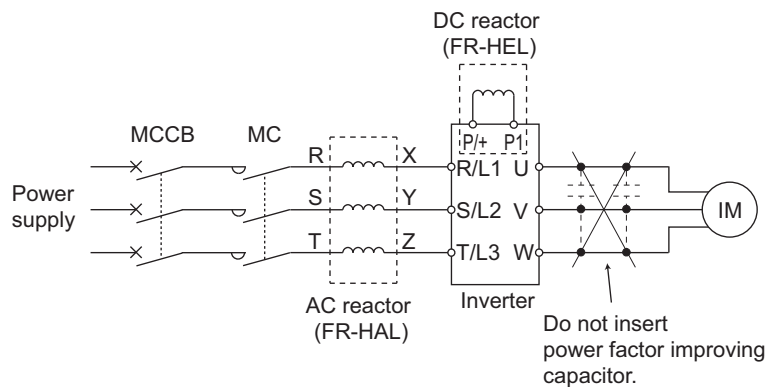 DC reactor
(FR-HEL)
MCCB
MC
R
X
P/+ P1
R/L1 U
Power
supply
S
Y
S/L2 V
IM
T
Z
T/L3 W
AC reactor
(FR-HAL)
Inverter
Do not insert
power factor improving
capacitor.